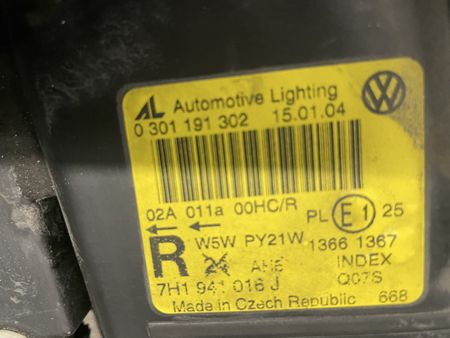 AL Automotive Lighting
0 301 191 302 15.01.04
02A 011a 00HC/R PL E1 25
R W5W PY21W 1366 1367
INDEX
7H1 941 016 J Q07S
Made in Czech Republic 668